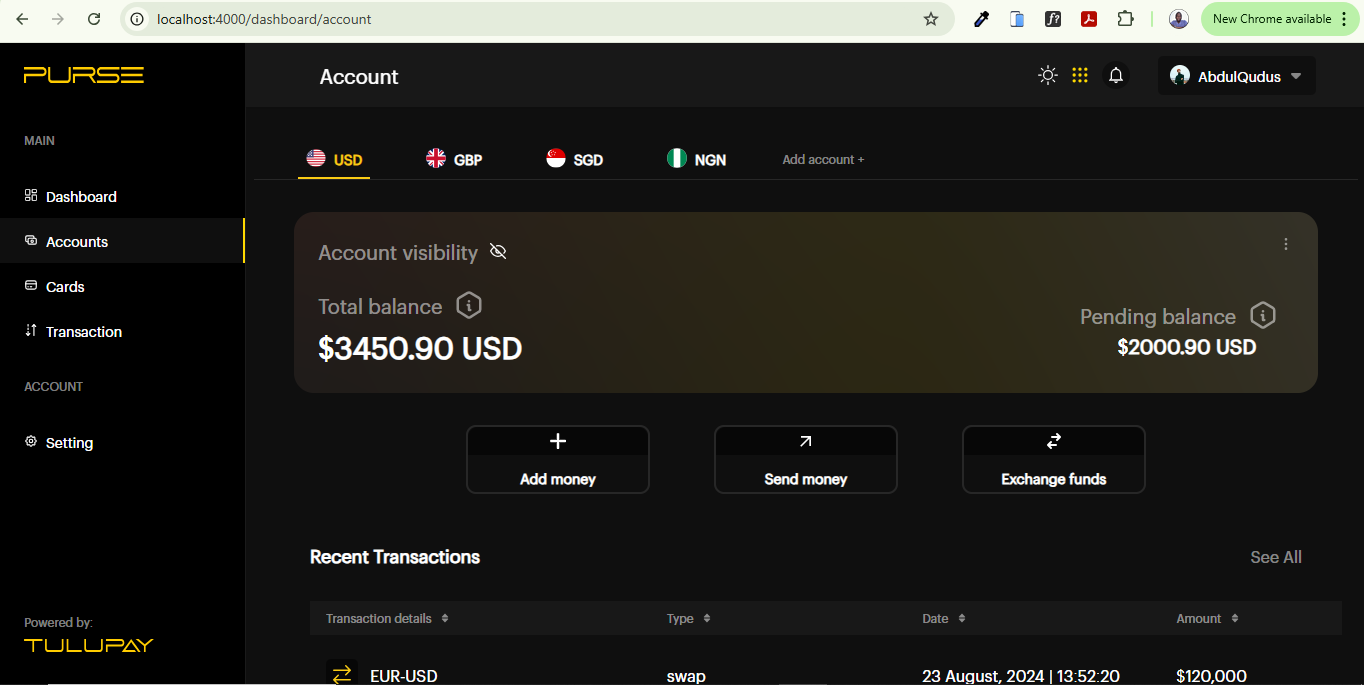 localhost:4000/dashboard/account
New Chrome available
PURSE
Account
AbdulQudus
MAIN
Dashboard
Accounts
Cards
Transaction
ACCOUNT
Setting
Powered by:
TULUPAY
USD
GBP
SGD
NGN
Add account +
Account visibility
Total balance
$3450.90 USD
Pending balance
$2000.90 USD
Add money
Send money
Exchange funds
Recent Transactions
See All
Transaction details
Type
Date
Amount
EUR-USD
swap
23 August, 2024 | 13:52:20
$120,000